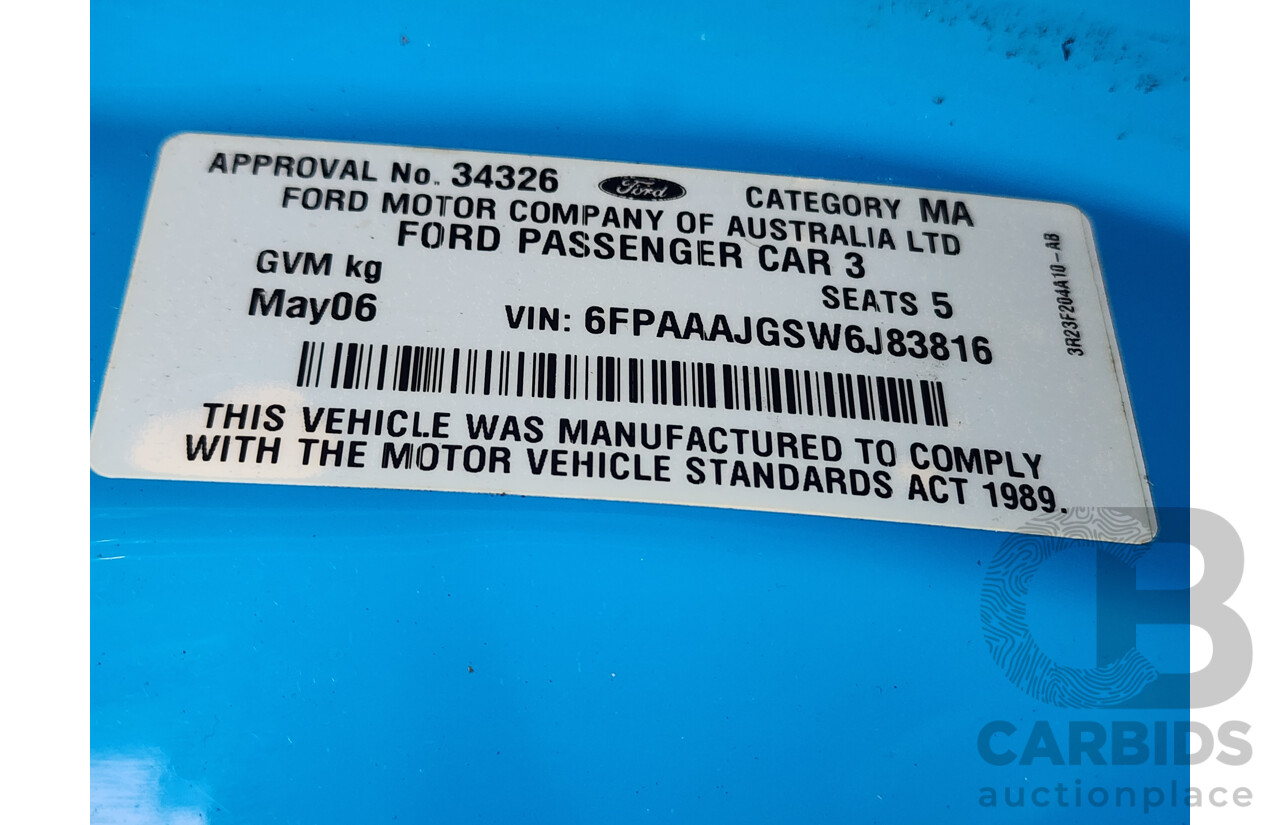 APPROVAL No. 34326 Ford CATEGORY MA
FORD MOTOR COMPANY OF AUSTRALIA LTD
FORD PASSENGER CAR 3
GVM kg SEATS 5
May06 VIN: 6FPAAAJGSW6J83816
THIS VEHICLE WAS MANUFACTURED TO COMPLY
WITH THE MOTOR VEHICLE STANDARDS ACT 1989.
3R23F204A10-AB
CB
CARBIDS
auctionplace